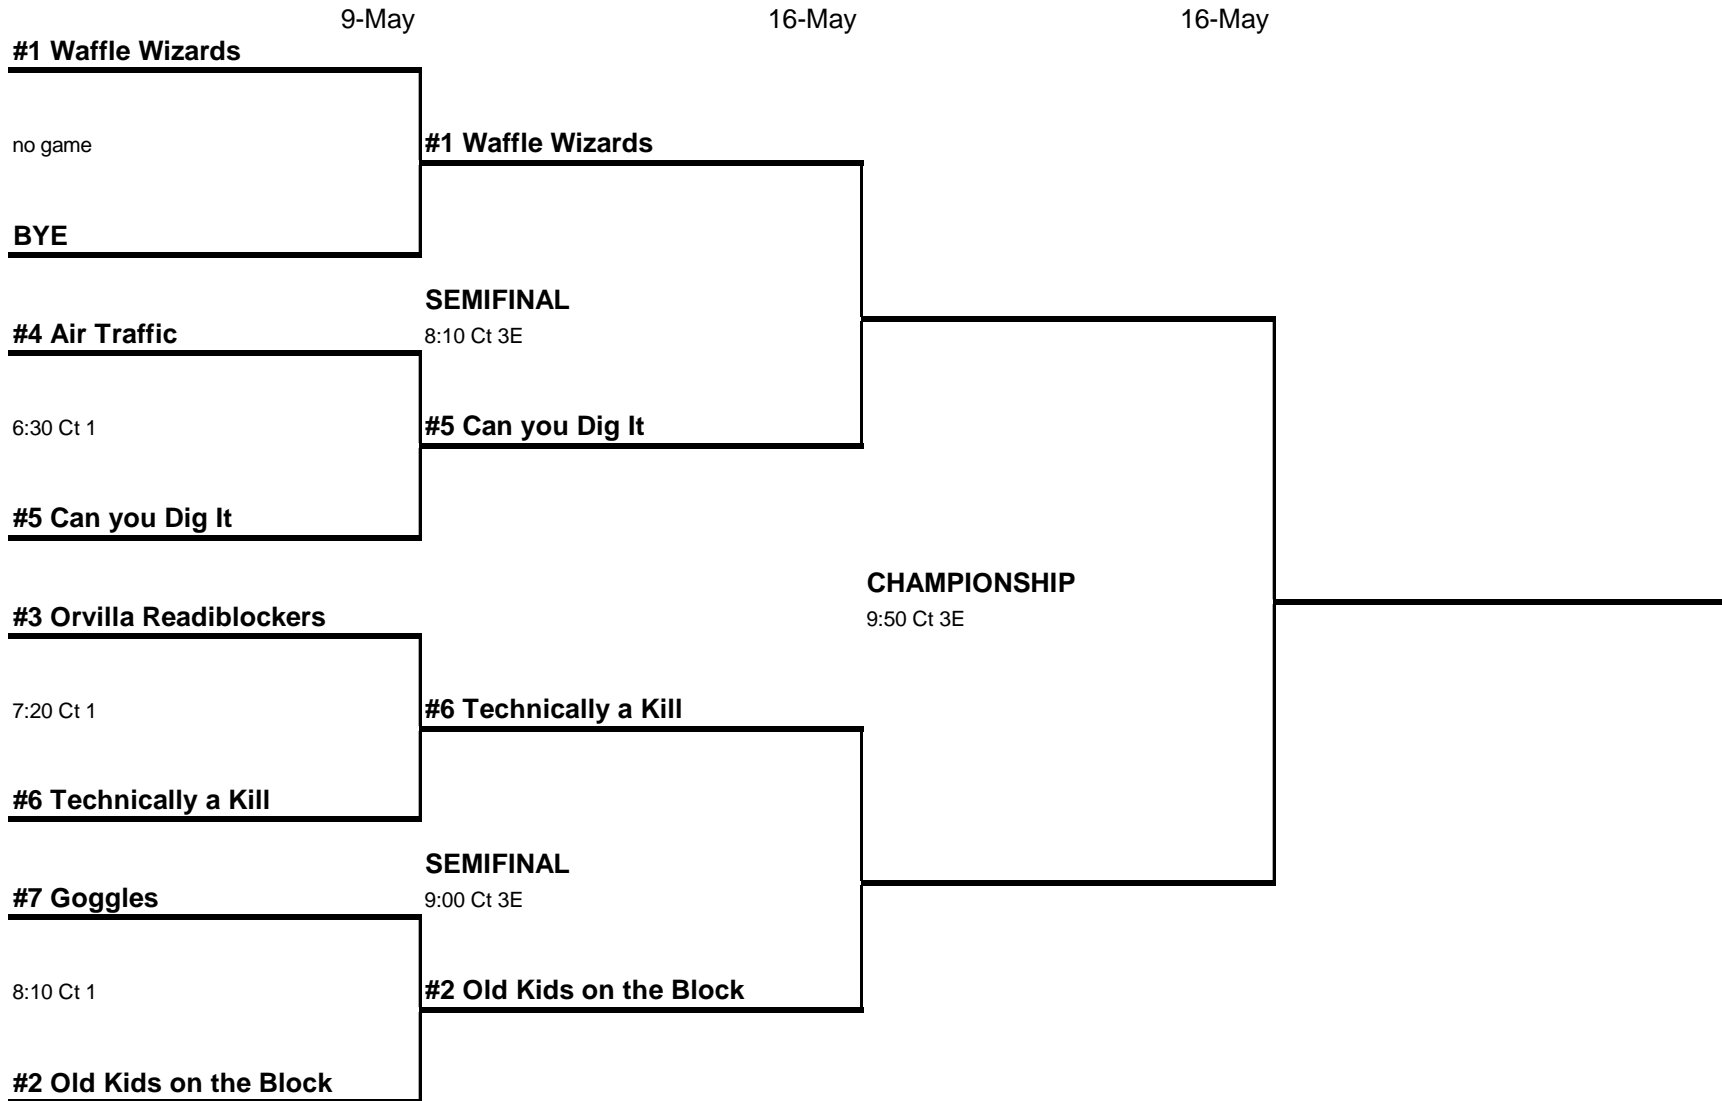 9-May 16-May 16-May
#1 Waffle Wizards
no game
#1 Waffle Wizards
BYE
SEMIFINAL
#4 Air Traffic
8:10 Ct 3E
6:30 Ct 1
#5 Can you Dig It
#5 Can you Dig It
CHAMPIONSHIP
#3 Orvilla Readiblockers
9:50 Ct 3E
7:20 Ct 1
#6 Technically a Kill
#6 Technically a Kill
SEMIFINAL
#7 Goggles
9:00 Ct 3E
8:10 Ct 1
#2 Old Kids on the Block
#2 Old Kids on the Block